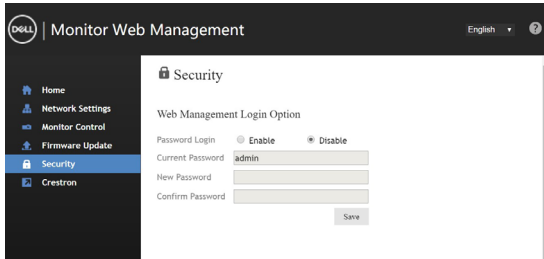 DELL | Monitor Web Management
English
?
Home
Network Settings
Monitor Control
Firmware Update
Security
Crestron
Security
Web Management Login Option
Password Login Enable Disable
Current Password admin
New Password
Confirm Password
Save